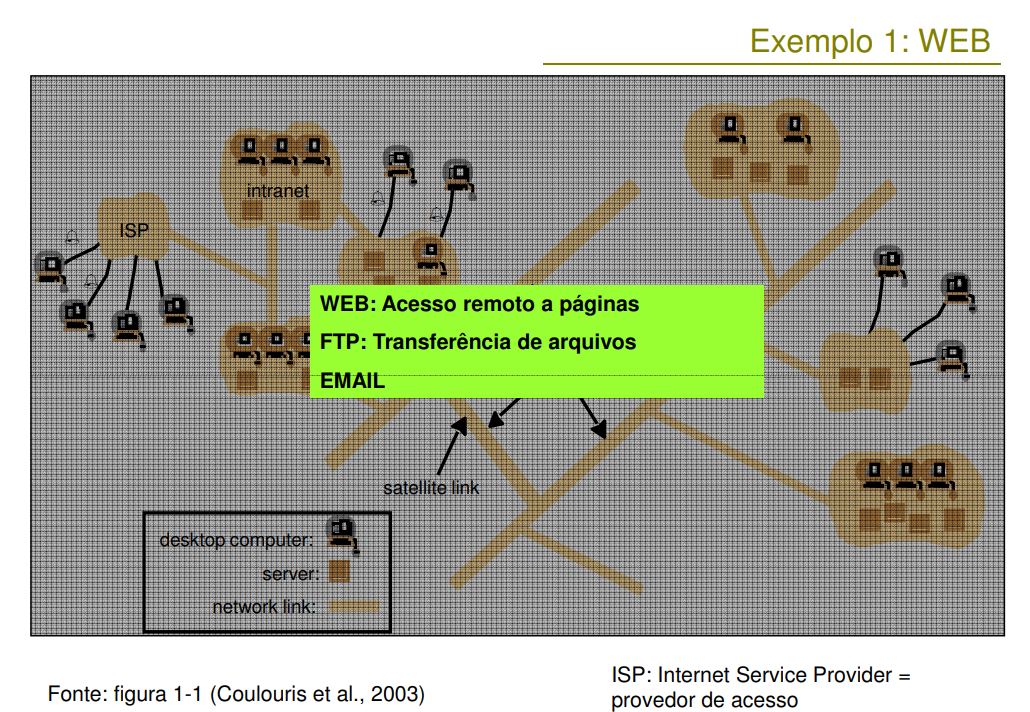 Exemplo 1: WEB
intranet
ISP
WEB: Acesso remoto a páginas
FTP: Transferência de arquivos
EMAIL
satellite link
desktop computer:
server:
network link:
Fonte: figura 1-1 (Coulouris et al., 2003)
ISP: Internet Service Provider =
provedor de acesso